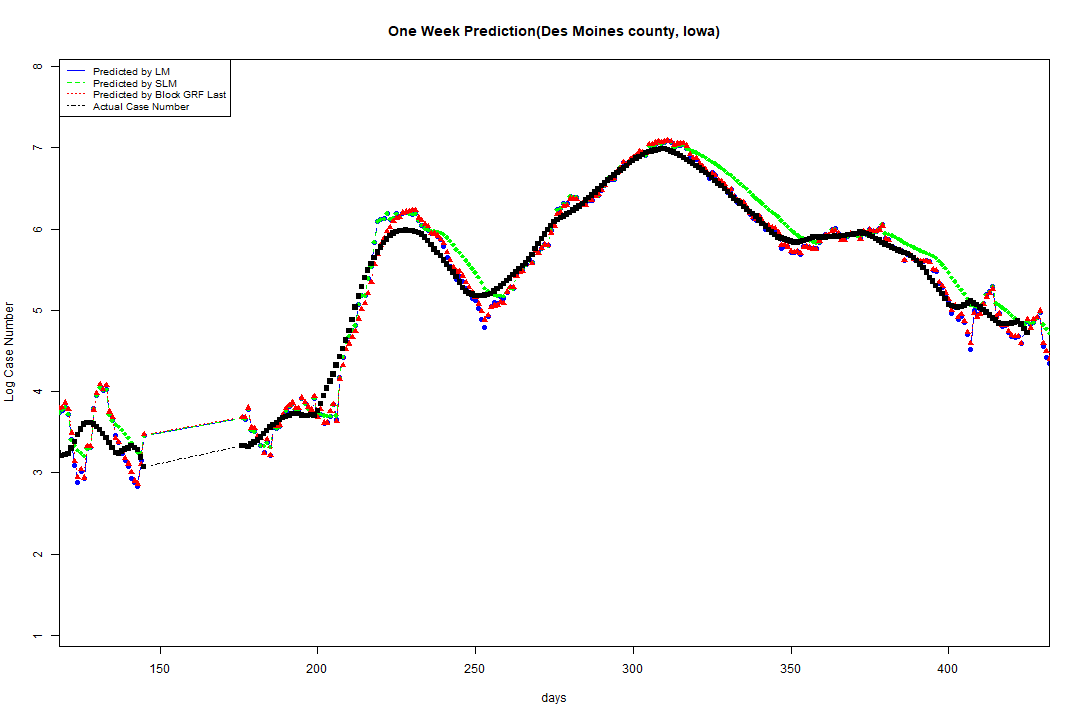 One Week Prediction(Des Moines county, Iowa)
Predicted by LM
Predicted by SLM
Predicted by Block GRF Last
Actual Case Number
8
7
6
5
4
3
2
1
Log Case Number
150 200 250 300 350 400
days